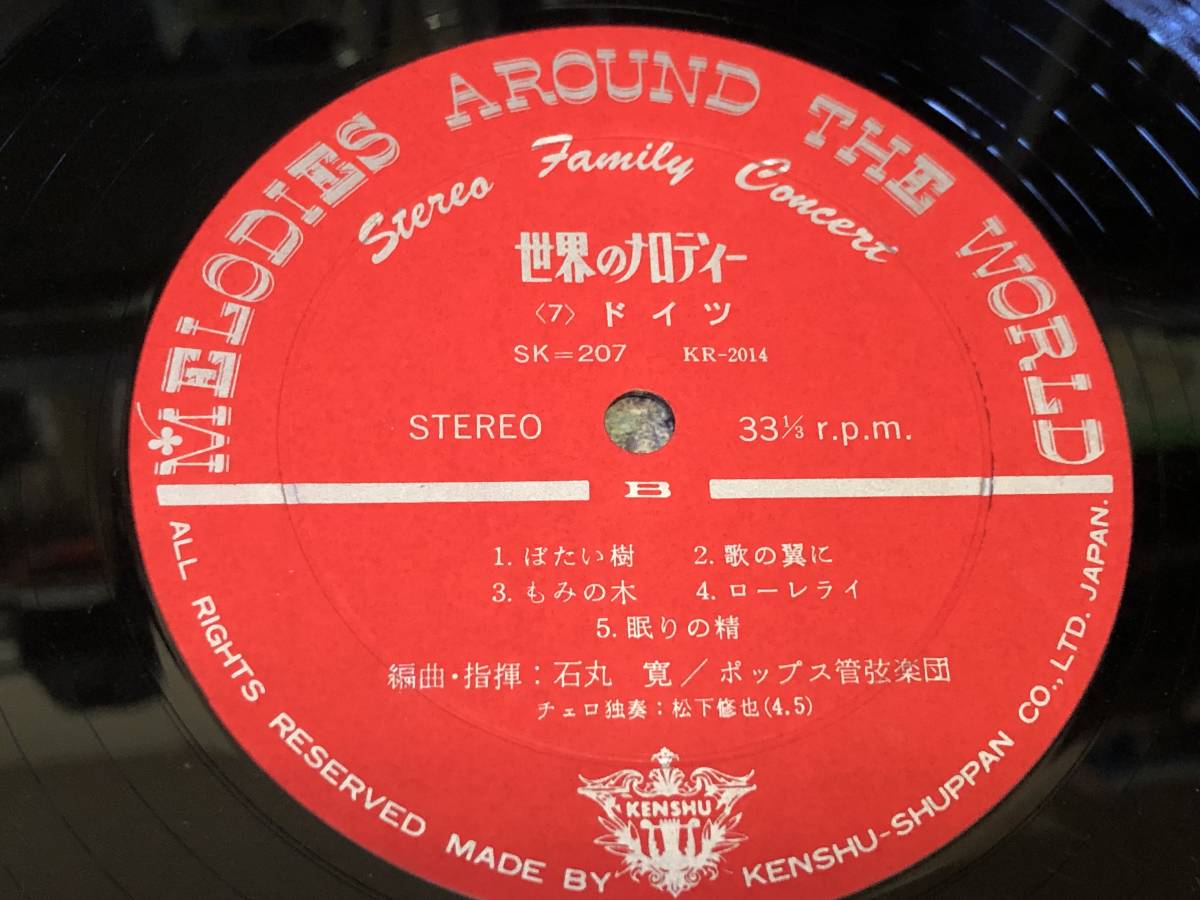 MELODIES AROUND THE WORLD
Stereo Family Concert
世界のメロディー
〈7〉ドイツ
SK=207 KR-2014
STEREO 33 1/3 r.p.m.
B
1. ぼたい樹 2. 歌の翼に
3. もみの木 4. ローレライ
5. 眠りの精
編曲・指揮：石丸 寛／ポップス管弦楽団
チェロ独奏：松下修也(4.5)
KENSHU
ALL RIGHTS RESERVED MADE BY KENSHU-SHUPPAN CO., LTD. JAPAN.